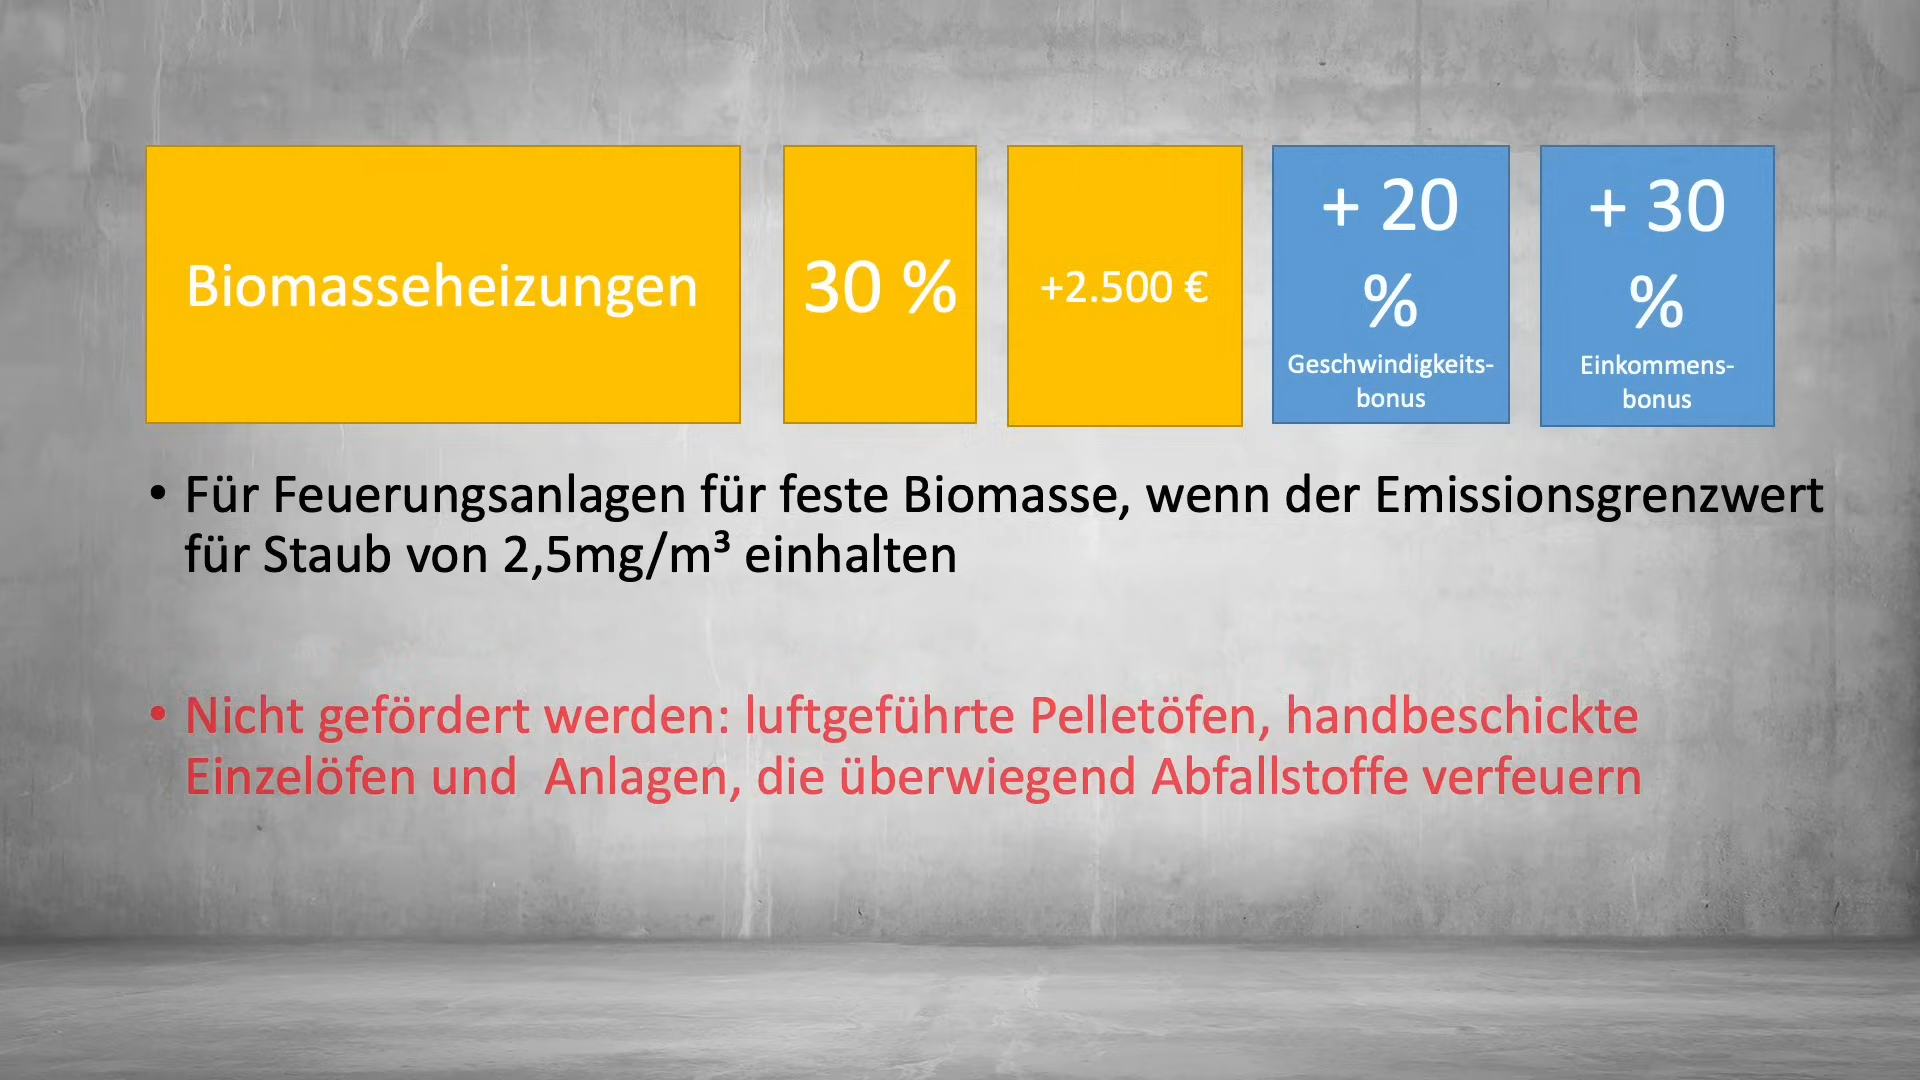 Biomasseheizungen
30 %
+2.500 €
+ 20
%
Geschwindigkeits-
bonus
+ 30
%
Einkommens-
bonus
• Für Feuerungsanlagen für feste Biomasse, wenn der Emissionsgrenzwert
für Staub von 2,5mg/m³ einhalten
• Nicht gefördert werden: luftgeführte Pelletöfen, handbeschickte
Einzelöfen und  Anlagen, die überwiegend Abfallstoffe verfeuern